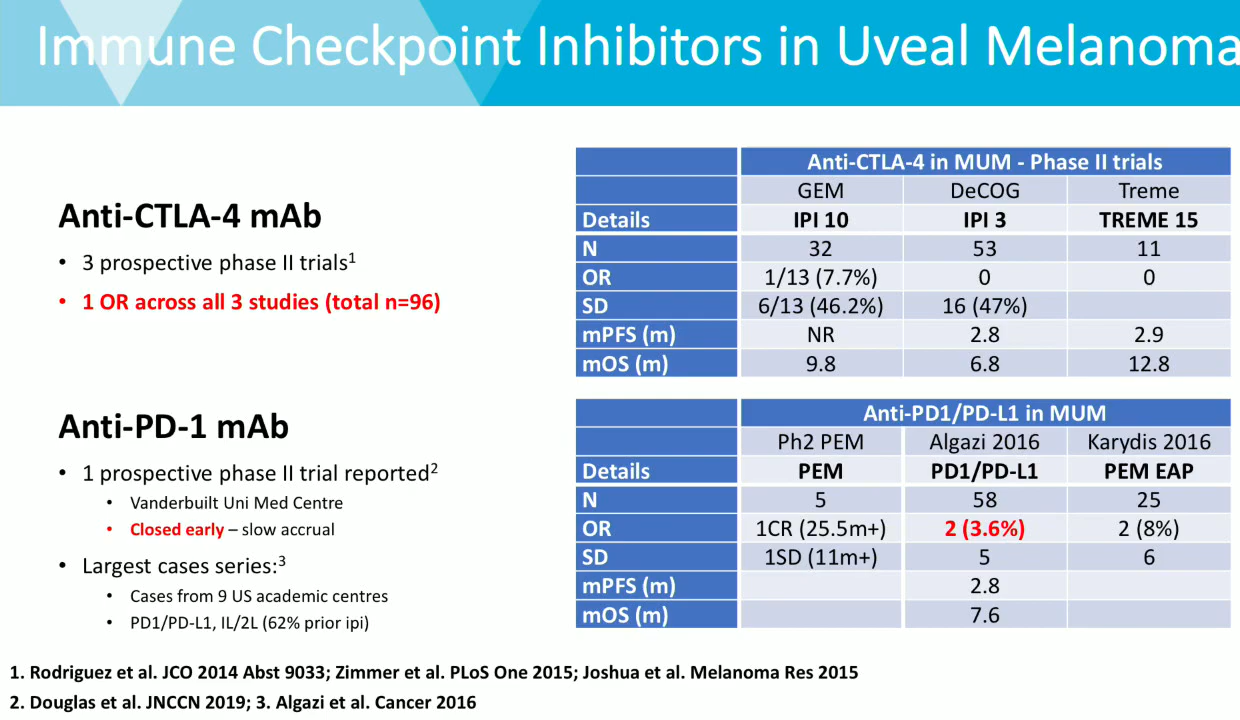 Immune Checkpoint Inhibitors in Uveal Melanoma
Anti-CTLA-4 mAb
• 3 prospective phase II trials1
• 1 OR across all 3 studies (total n=96)
Anti-CTLA-4 in MUM - Phase II trials
GEM DeCOG Treme
Details IPI 10 IPI 3 TREME 15
N 32 53 11
OR 1/13 (7.7%) 0 0
SD 6/13 (46.2%) 16 (47%)
mPFS (m) NR 2.8 2.9
mOS (m) 9.8 6.8 12.8
Anti-PD-1 mAb
• 1 prospective phase II trial reported2
• Vanderbuilt Uni Med Centre
• Closed early – slow accrual
• Largest cases series:3
• Cases from 9 US academic centres
• PD1/PD-L1, IL/2L (62% prior ipi)
Anti-PD1/PD-L1 in MUM
Ph2 PEM Algazi 2016 Karydis 2016
Details PEM PD1/PD-L1 PEM EAP
N 5 58 25
OR 1CR (25.5m+) 2 (3.6%) 2 (8%)
SD 1SD (11m+) 5 6
mPFS (m) 2.8
mOS (m) 7.6
1. Rodriguez et al. JCO 2014 Abst 9033; Zimmer et al. PLoS One 2015; Joshua et al. Melanoma Res 2015
2. Douglas et al. JNCCN 2019; 3. Algazi et al. Cancer 2016